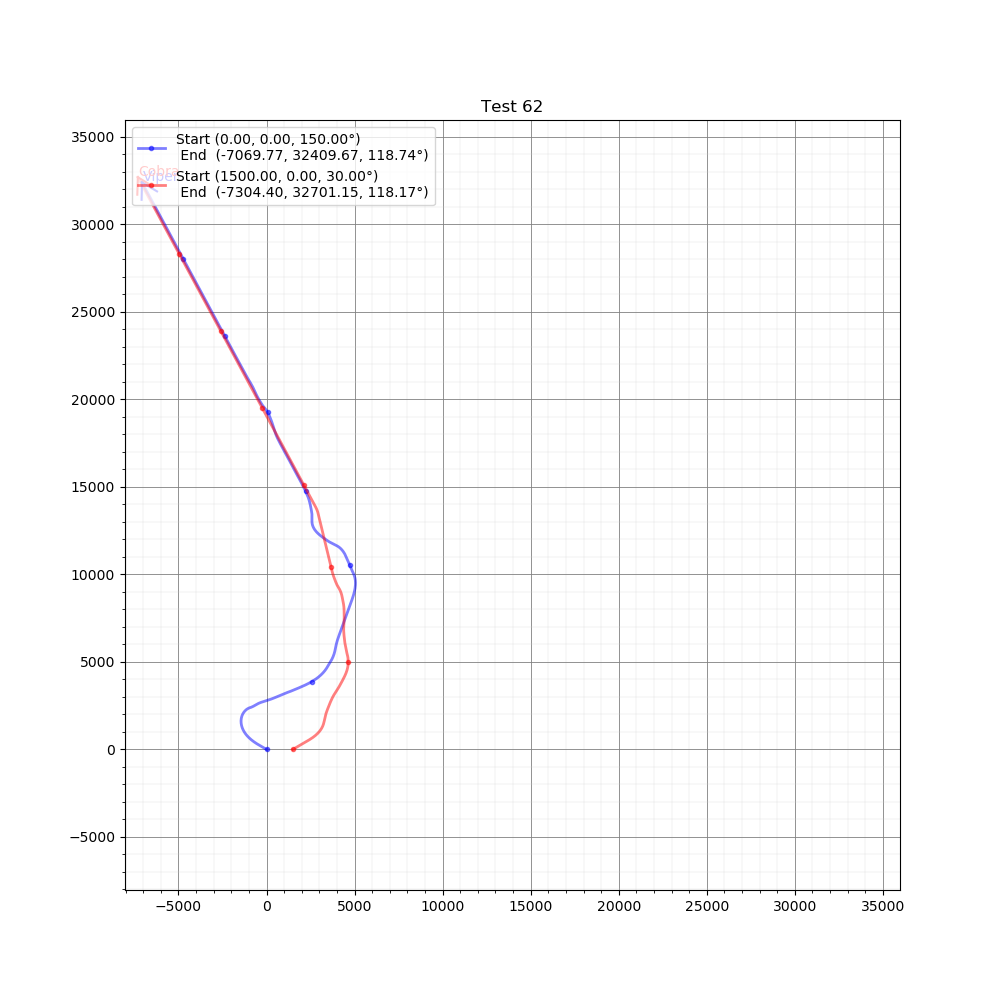 Test 62
Start (0.00, 0.00, 150.00°)
End (-7069.77, 32409.67, 118.74°)
Start (1500.00, 0.00, 30.00°)
End (-7304.40, 32701.15, 118.17°)
35000
30000
25000
20000
15000
10000
5000
0
−5000
−5000 0 5000 10000 15000 20000 25000 30000 35000